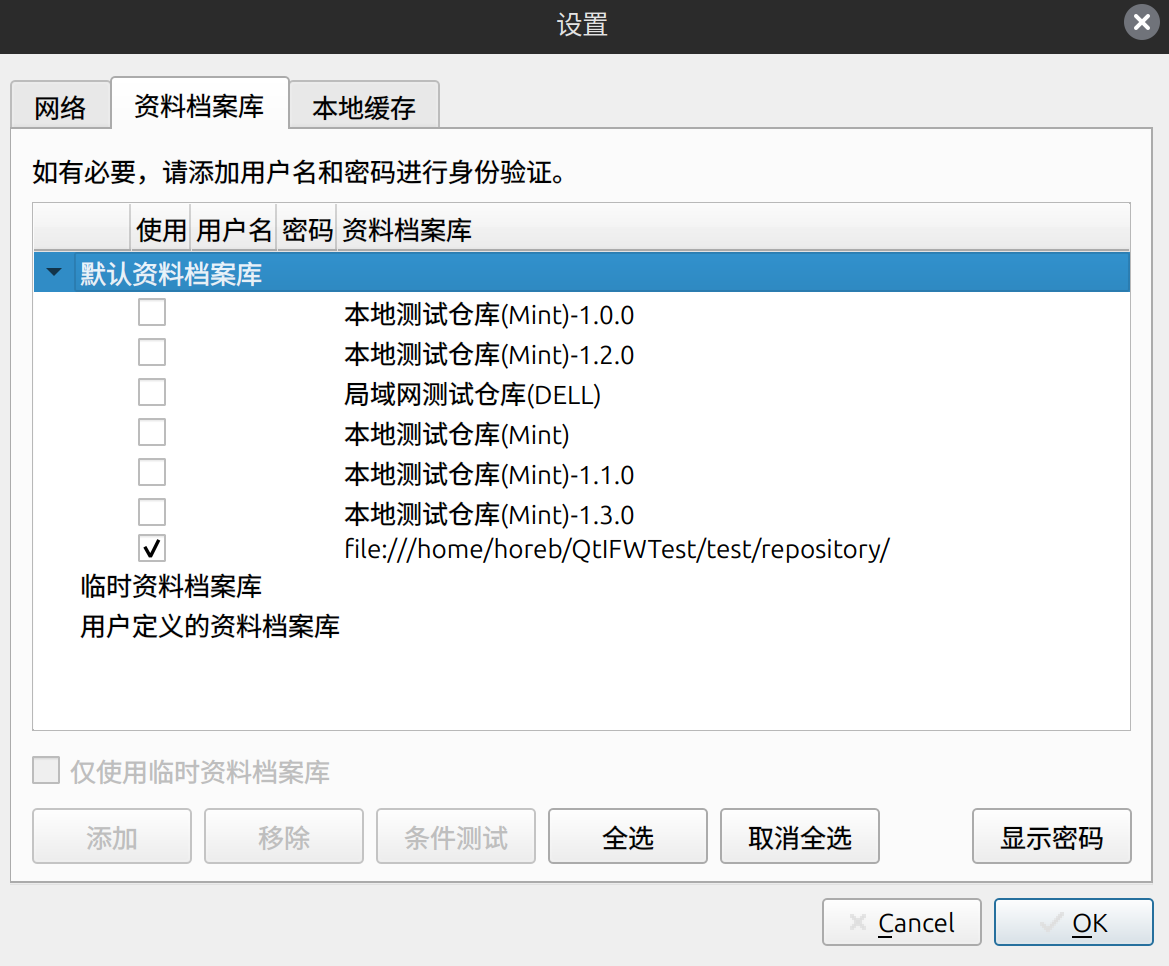 设置
网络 资料档案库 本地缓存
如有必要，请添加用户名和密码进行身份验证。
使用 用户名 密码 资料档案库
默认资料档案库
本地测试仓库(Mint)-1.0.0
本地测试仓库(Mint)-1.2.0
局域网测试仓库(DELL)
本地测试仓库(Mint)
本地测试仓库(Mint)-1.1.0
本地测试仓库(Mint)-1.3.0
file:///home/horeb/QtIFWTest/test/repository/
临时资料档案库
用户定义的资料档案库
仅使用临时资料档案库
添加 移除 条件测试 全选 取消全选 显示密码
Cancel OK